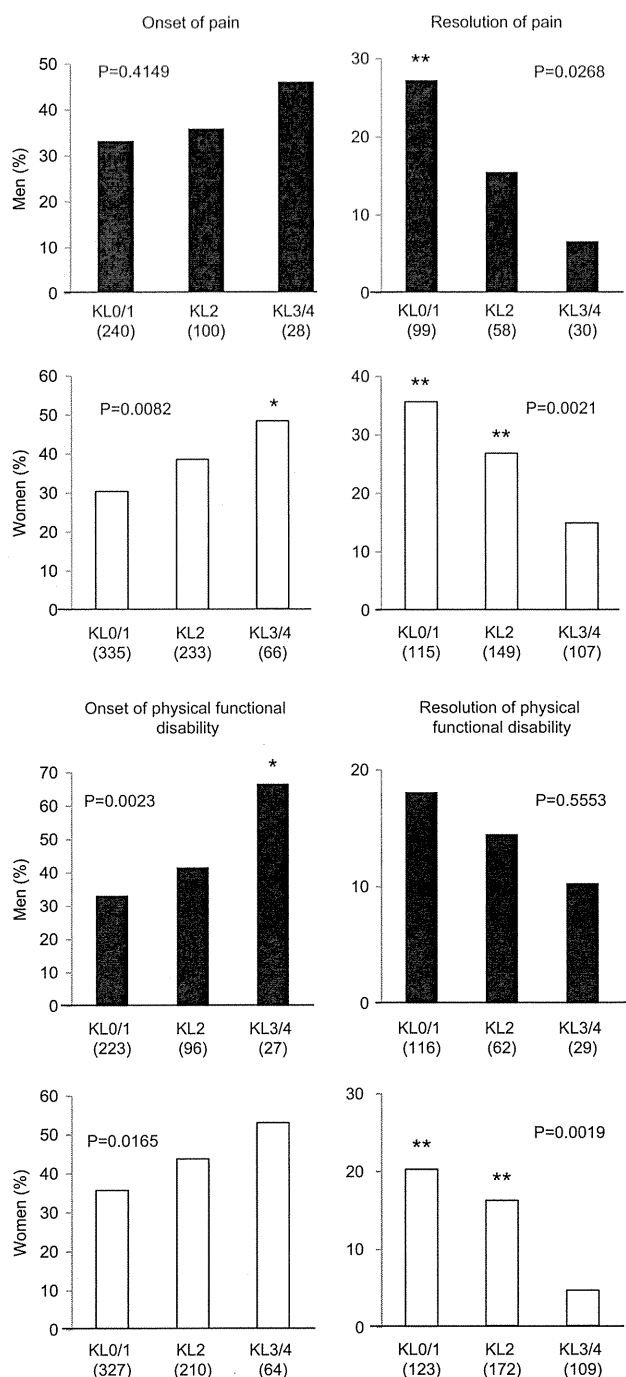 Onset of pain
50
40
30
20
10
0
Men (%)
P=0.4149
KL0/1 KL2 KL3/4
(240) (100) (28)
Resolution of pain
30
20
10
0
**
P=0.0268
KL0/1 KL2 KL3/4
(99) (58) (30)
60
50
40
30
20
10
0
Women (%)
P=0.0082
*
KL0/1 KL2 KL3/4
(335) (233) (66)
40
30
20
10
0
**
**
P=0.0021
KL0/1 KL2 KL3/4
(115) (149) (107)
Onset of physical functional
disability
70
60
50
40
30
20
10
0
Men (%)
P=0.0023
*
KL0/1 KL2 KL3/4
(223) (96) (27)
Resolution of physical
functional disability
20
10
0
P=0.5553
KL0/1 KL2 KL3/4
(116) (62) (29)
60
50
40
30
20
10
0
Women (%)
P=0.0165
KL0/1 KL2 KL3/4
(327) (210) (64)
30
20
10
0
**
**
P=0.0019
KL0/1 KL2 KL3/4
(123) (172) (109)